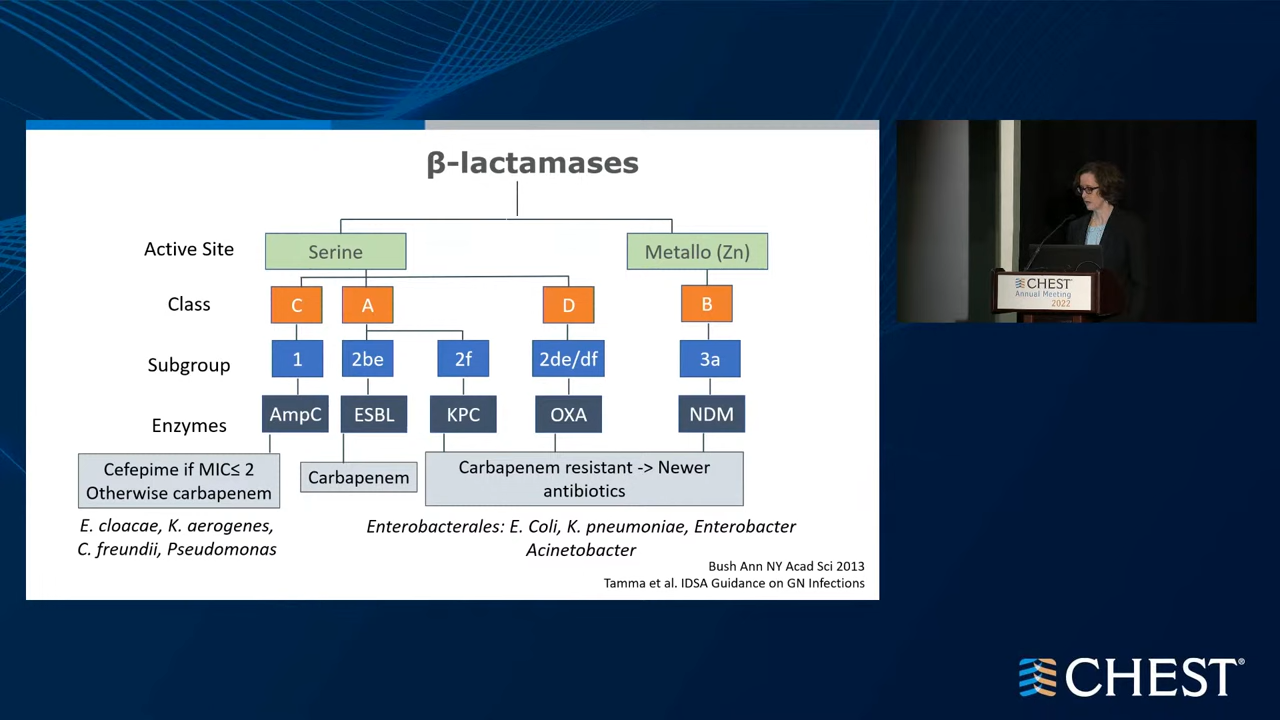 β-lactamases
Active Site
Serine
Metallo (Zn)
Class
C
A
D
B
Subgroup
1
2be
2f
2de/df
3a
Enzymes
AmpC
ESBL
KPC
OXA
NDM
Cefepime if MIC≤ 2
Otherwise carbapenem
Carbapenem
Carbapenem resistant -> Newer
antibiotics
E. cloacae, K. aerogenes,
C. freundii, Pseudomonas
Enterobacterales: E. Coli, K. pneumoniae, Enterobacter
Acinetobacter
Bush Ann NY Acad Sci 2013
Tamma et al. IDSA Guidance on GN Infections
CHEST
Annual Meeting
2022
CHEST®